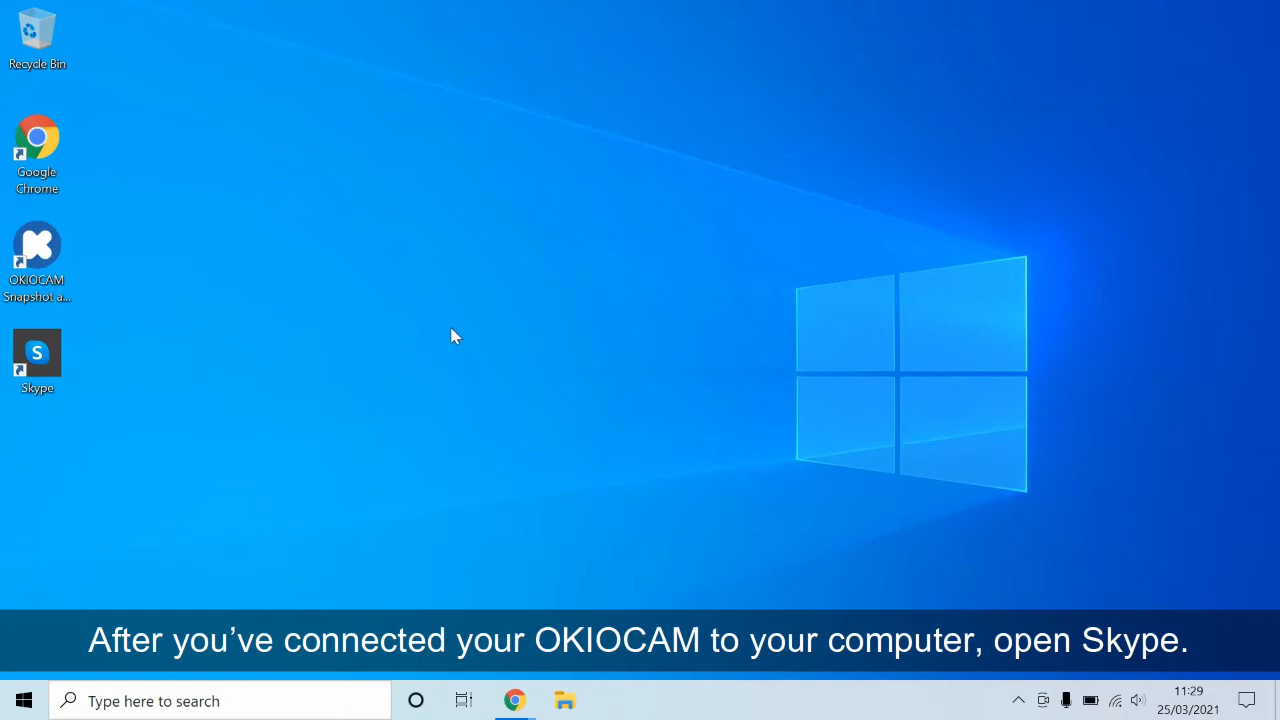 Recycle Bin
Google
Chrome
OKIOCAM
Snapshot a...
S
Skype
After you’ve connected your OKIOCAM to your computer, open Skype.
Type here to search
11:29
25/03/2021